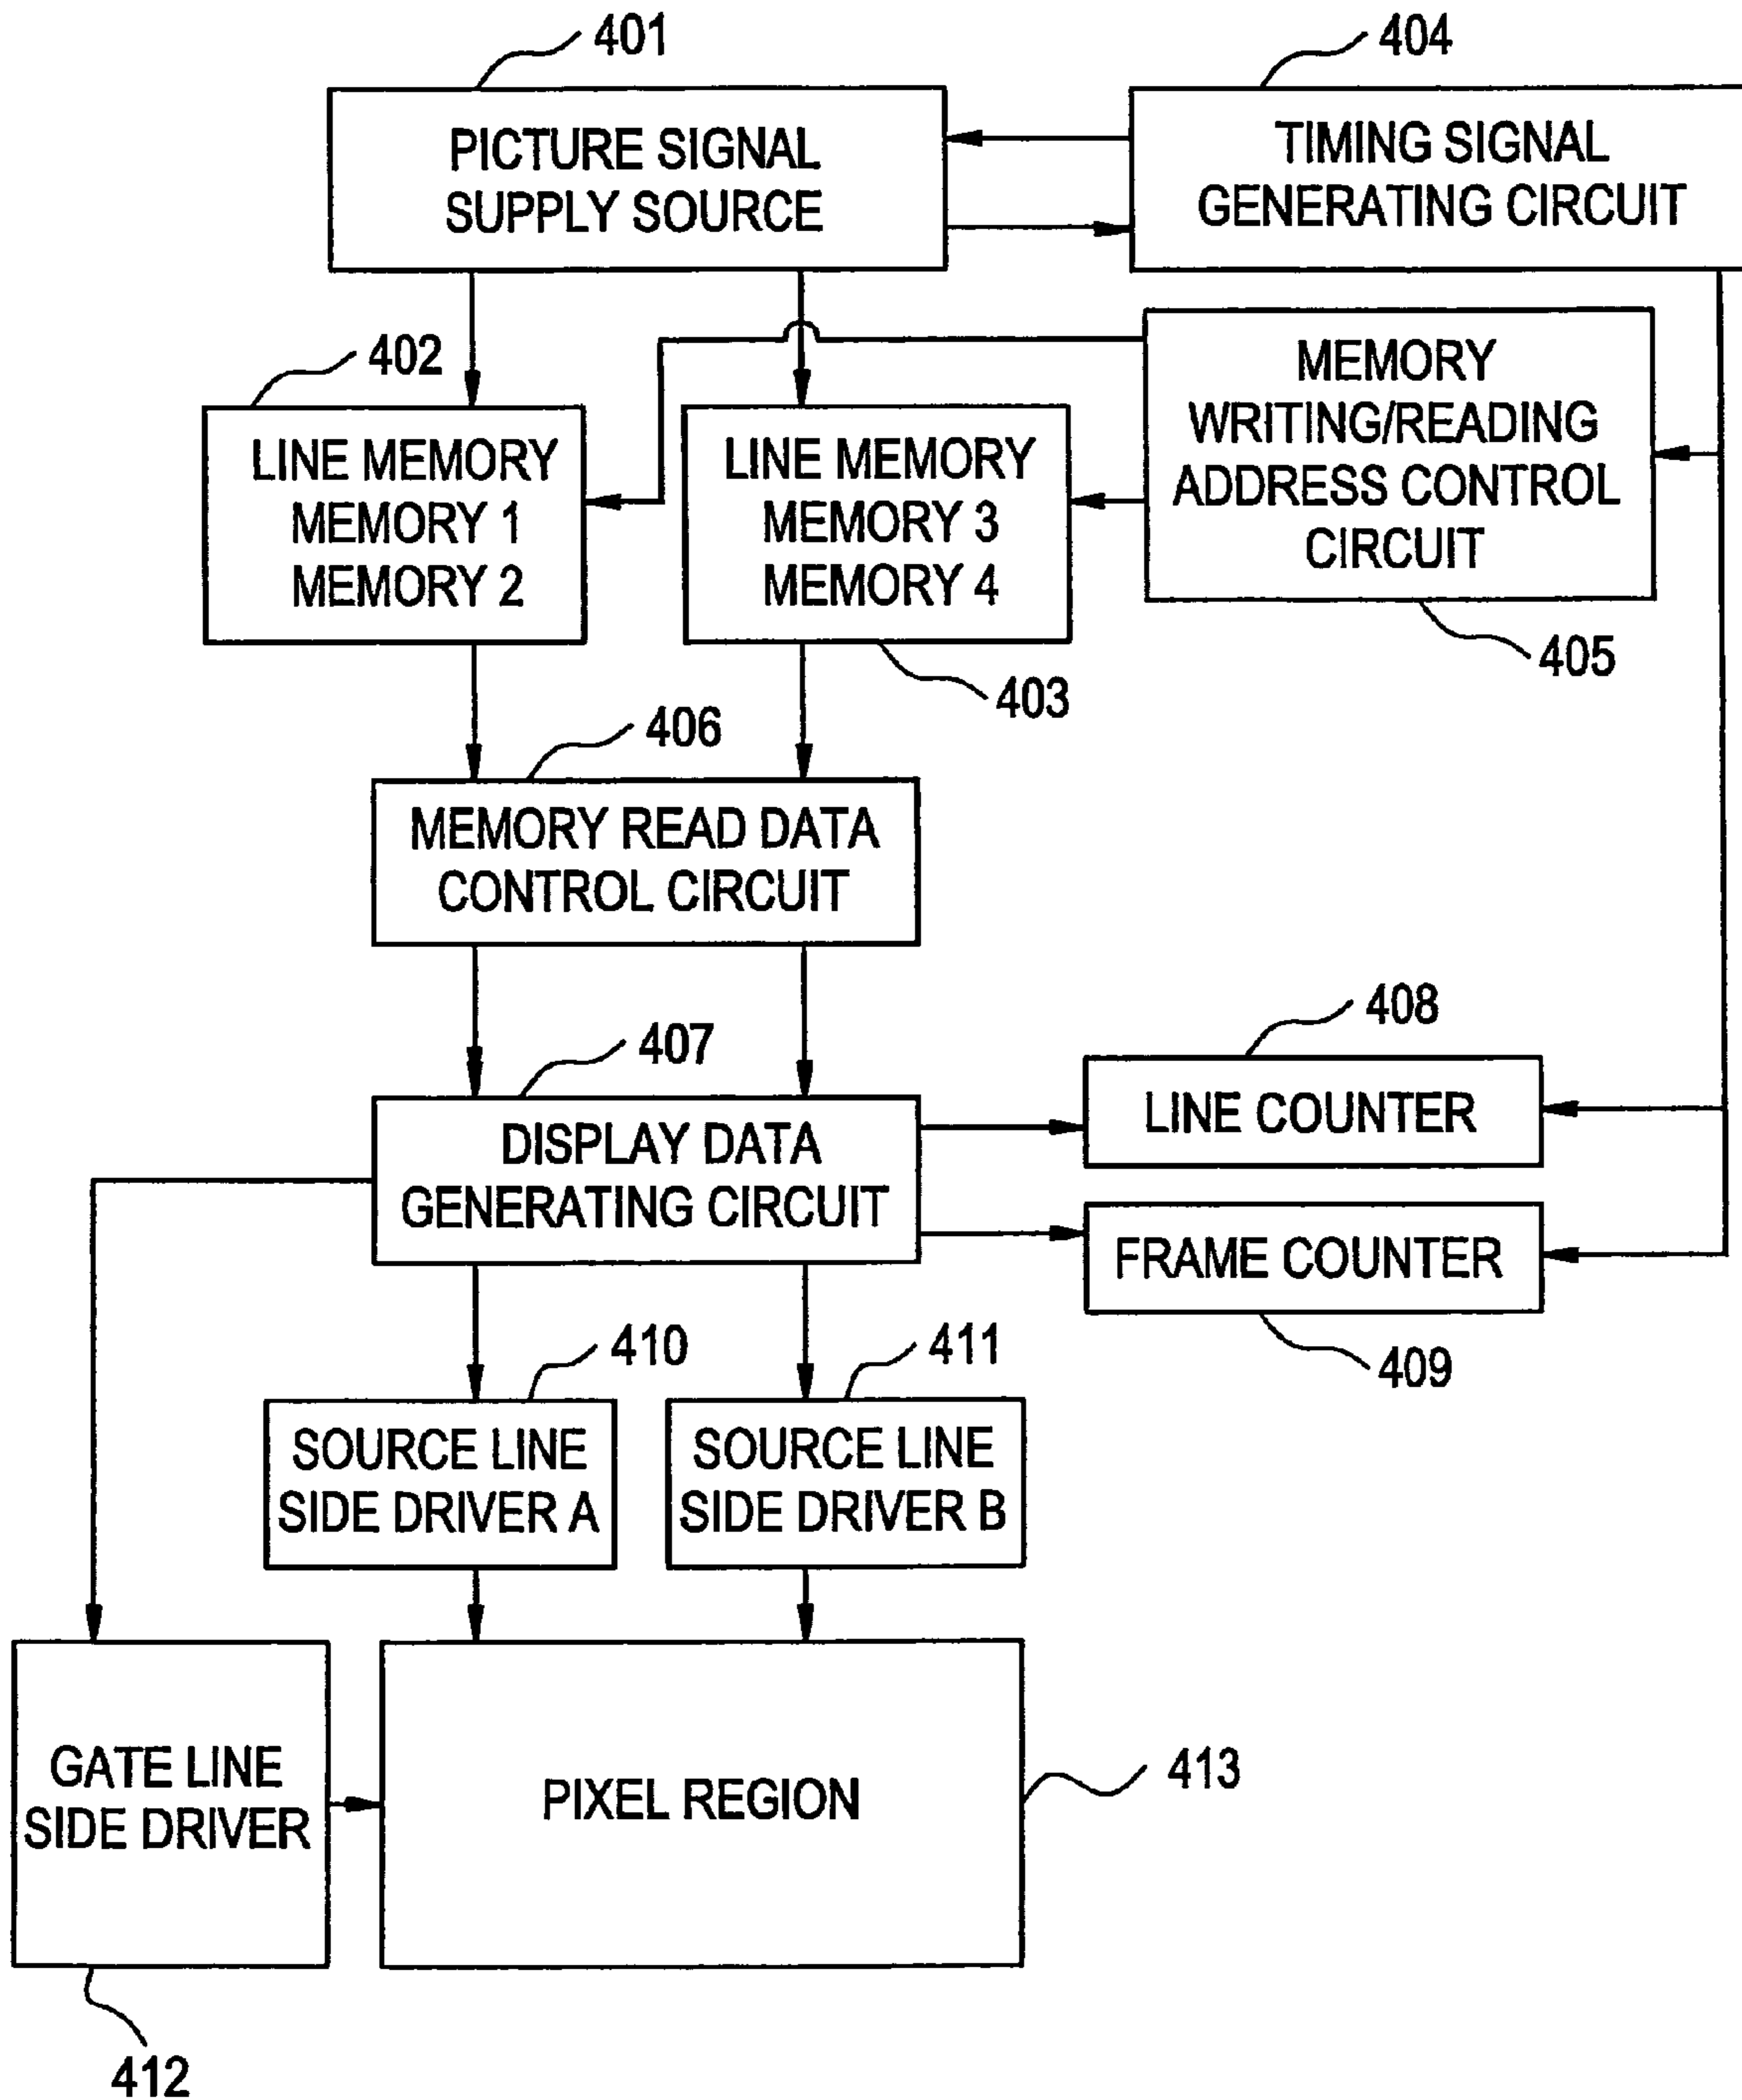 401
404
PICTURE SIGNAL
SUPPLY SOURCE
TIMING SIGNAL
GENERATING CIRCUIT
402
LINE MEMORY
MEMORY 1
MEMORY 2
LINE MEMORY
MEMORY 3
MEMORY 4
MEMORY
WRITING/READING
ADDRESS CONTROL
CIRCUIT
405
403
406
MEMORY READ DATA
CONTROL CIRCUIT
408
407
LINE COUNTER
DISPLAY DATA
GENERATING CIRCUIT
FRAME COUNTER
409
410
411
SOURCE LINE
SIDE DRIVER A
SOURCE LINE
SIDE DRIVER B
GATE LINE
SIDE DRIVER
PIXEL REGION
413
412